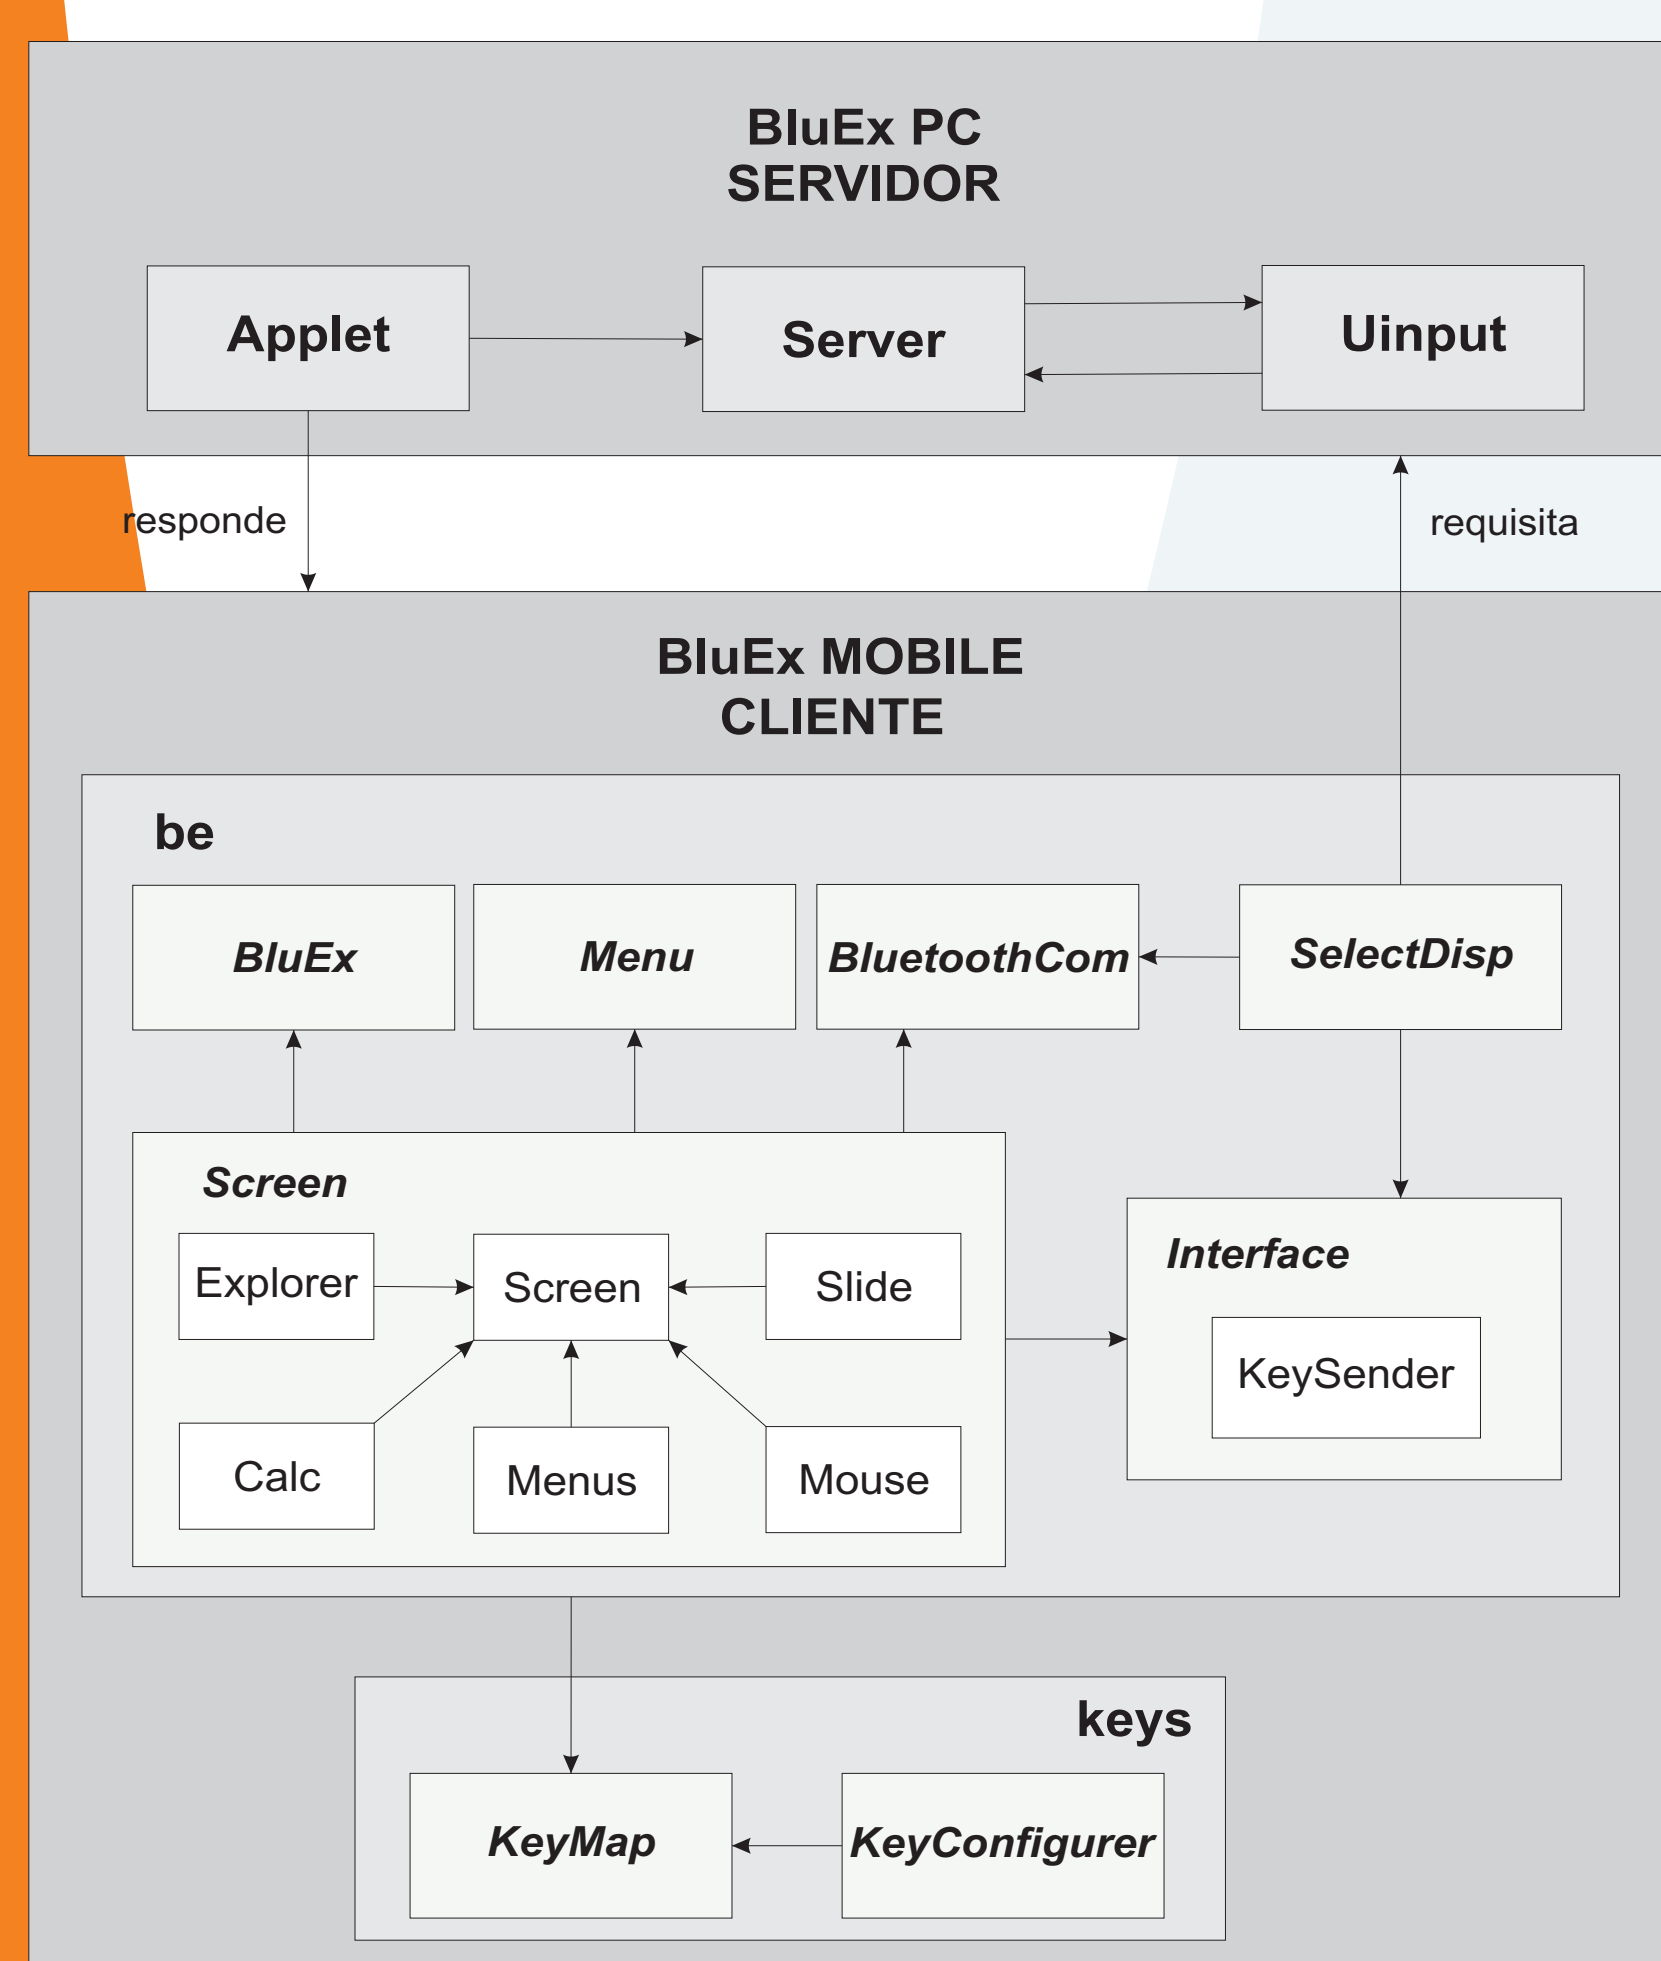 BluEx PC
SERVIDOR
Applet
Server
Uinput
responde
requisita
BluEx MOBILE
CLIENTE
be
BluEx
Menu
BluetoothCom
SelectDisp
Screen
Explorer
Screen
Slide
Calc
Menus
Mouse
Interface
KeySender
keys
KeyMap
KeyConfigurer